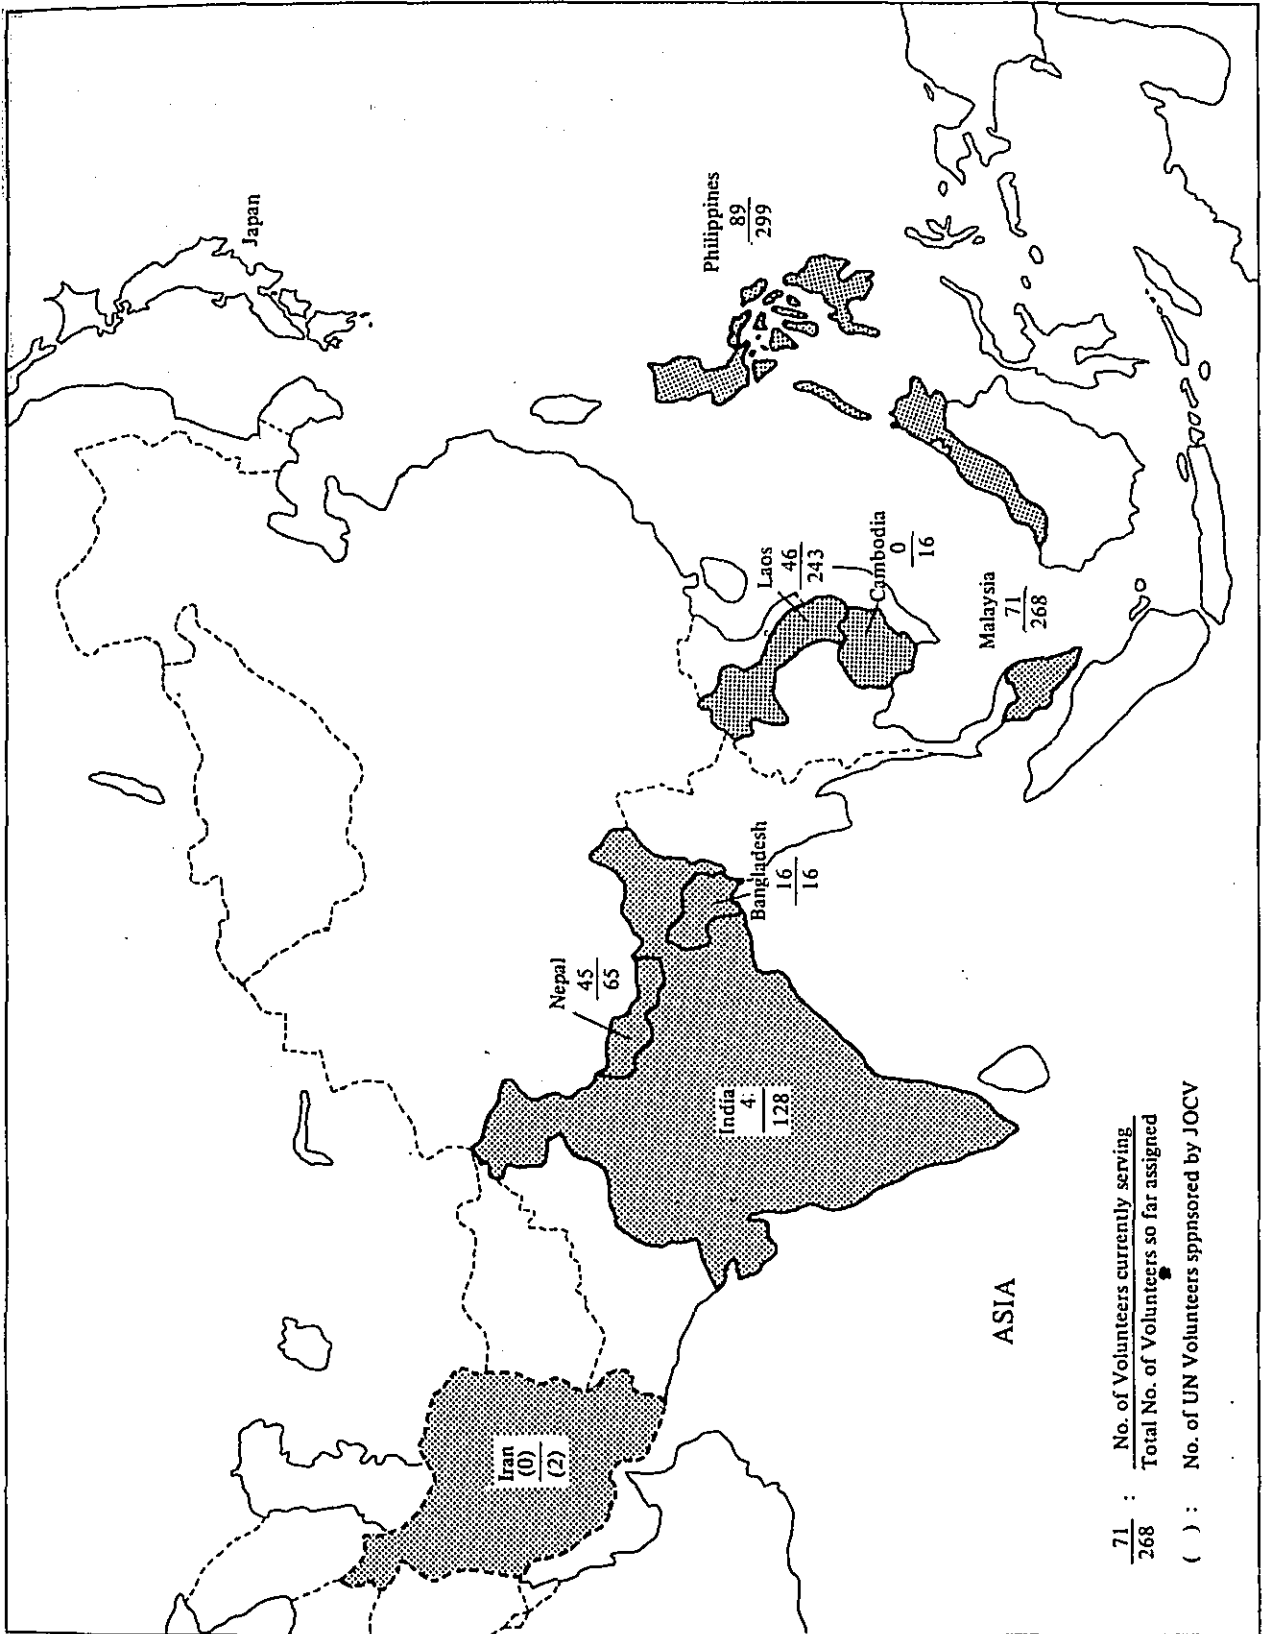 Japan
Philippines
89
299
Laos
46
243
Cambodia
0
16
Malaysia
71
268
Bangladesh
16
16
Nepal
45
65
India
4
128
Iran
(0)
(2)
ASIA
71
268
: No. of Volunteers currently serving
Total No. of Volunteers so far assigned
( ) : No. of UN Volunteers sppnsored by JOCV